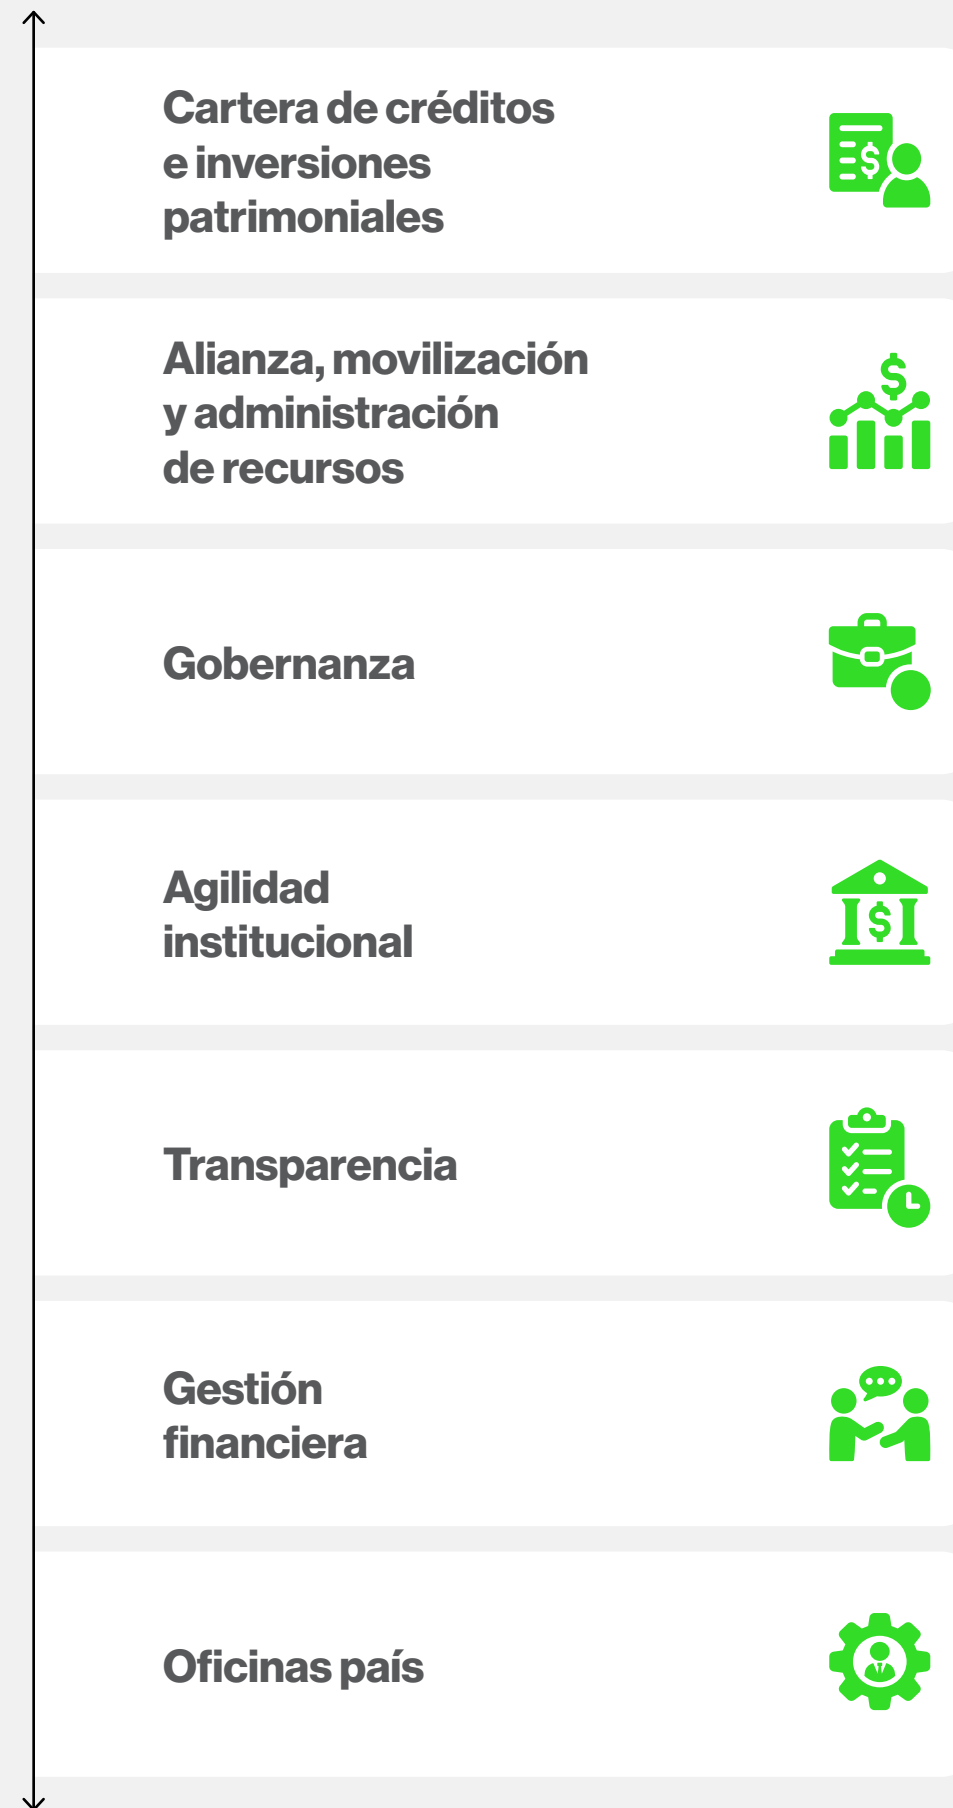 Cartera de créditos
e inversiones
patrimoniales
$
Alianza, movilización
y administración
de recursos
$
Gobernanza
Agilidad
institucional
$
Transparencia
Gestión
financiera
Oficinas país